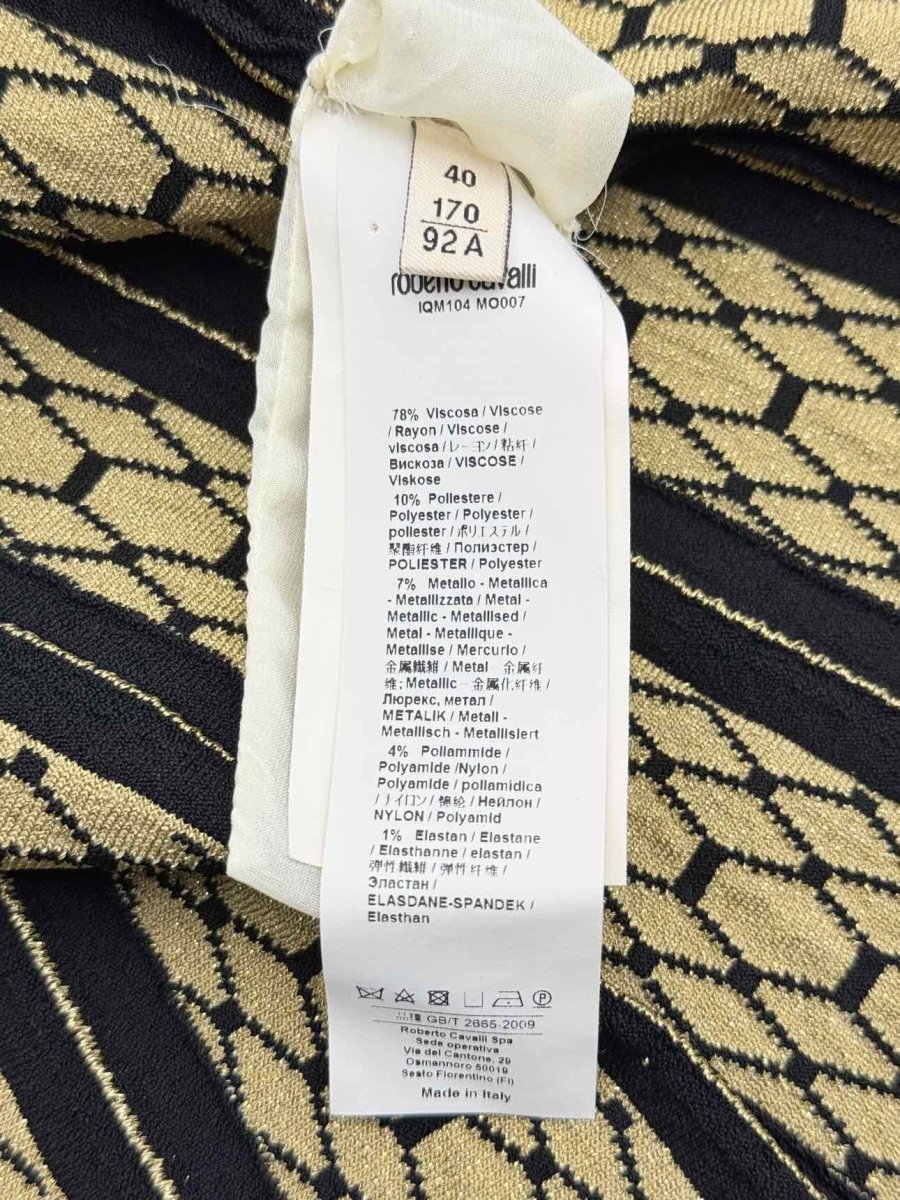 40
170
92 A
roberto cavalli
IQM104 MO007
78% Viscosa / Viscose
/ Rayon / Viscose /
viscosa / レーヨン / 粘纤 /
Вискоза / VISCOSE /
Viskose
10% Poliestere /
Polyester / Polyester /
poliester / ポリエステル /
聚酯纤维 / Полиэстер /
POLIESTER / Polyester
7% Metallo - Metallica
- Metallizzata / Metal -
Metallic - Metallised /
Metal - Metallique -
Metallise / Mercurio /
金属繊維 / Metal - 金属纤
维; Metallic - 金属化纤维 /
Люрекс, метал /
METALIK / Metall -
Metallisch - Metallisiert
4% Poliammide /
Polyamide /Nylon /
Polyamide / poliamidica
/ ナイロン / 锦纶 / Нейлон /
NYLON / Polyamid
1% Elastan / Elastane
/ Elasthanne / elastan /
弾性繊維 / 弹性纤维 /
Эластан /
ELASDANE-SPANDEK /
Elasthan
GB/T 2665-2009
Roberto Cavalli Spa
Sede operativa
Via del Cantone, 29
Osmannoro 50019
Sesto Fiorentino (FI)
Made in Italy